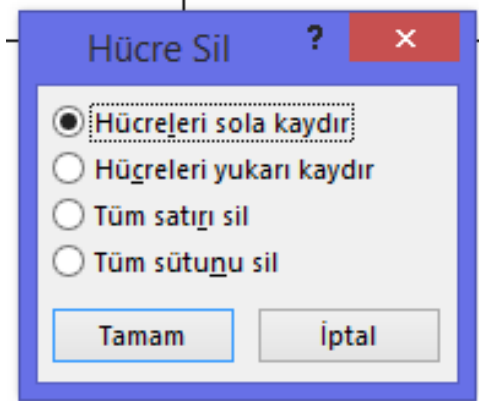 Hücre Sil ?
Hücreleri sola kaydır
Hücreleri yukarı kaydır
Tüm satırı sil
Tüm sütunu sil
Tamam İptal